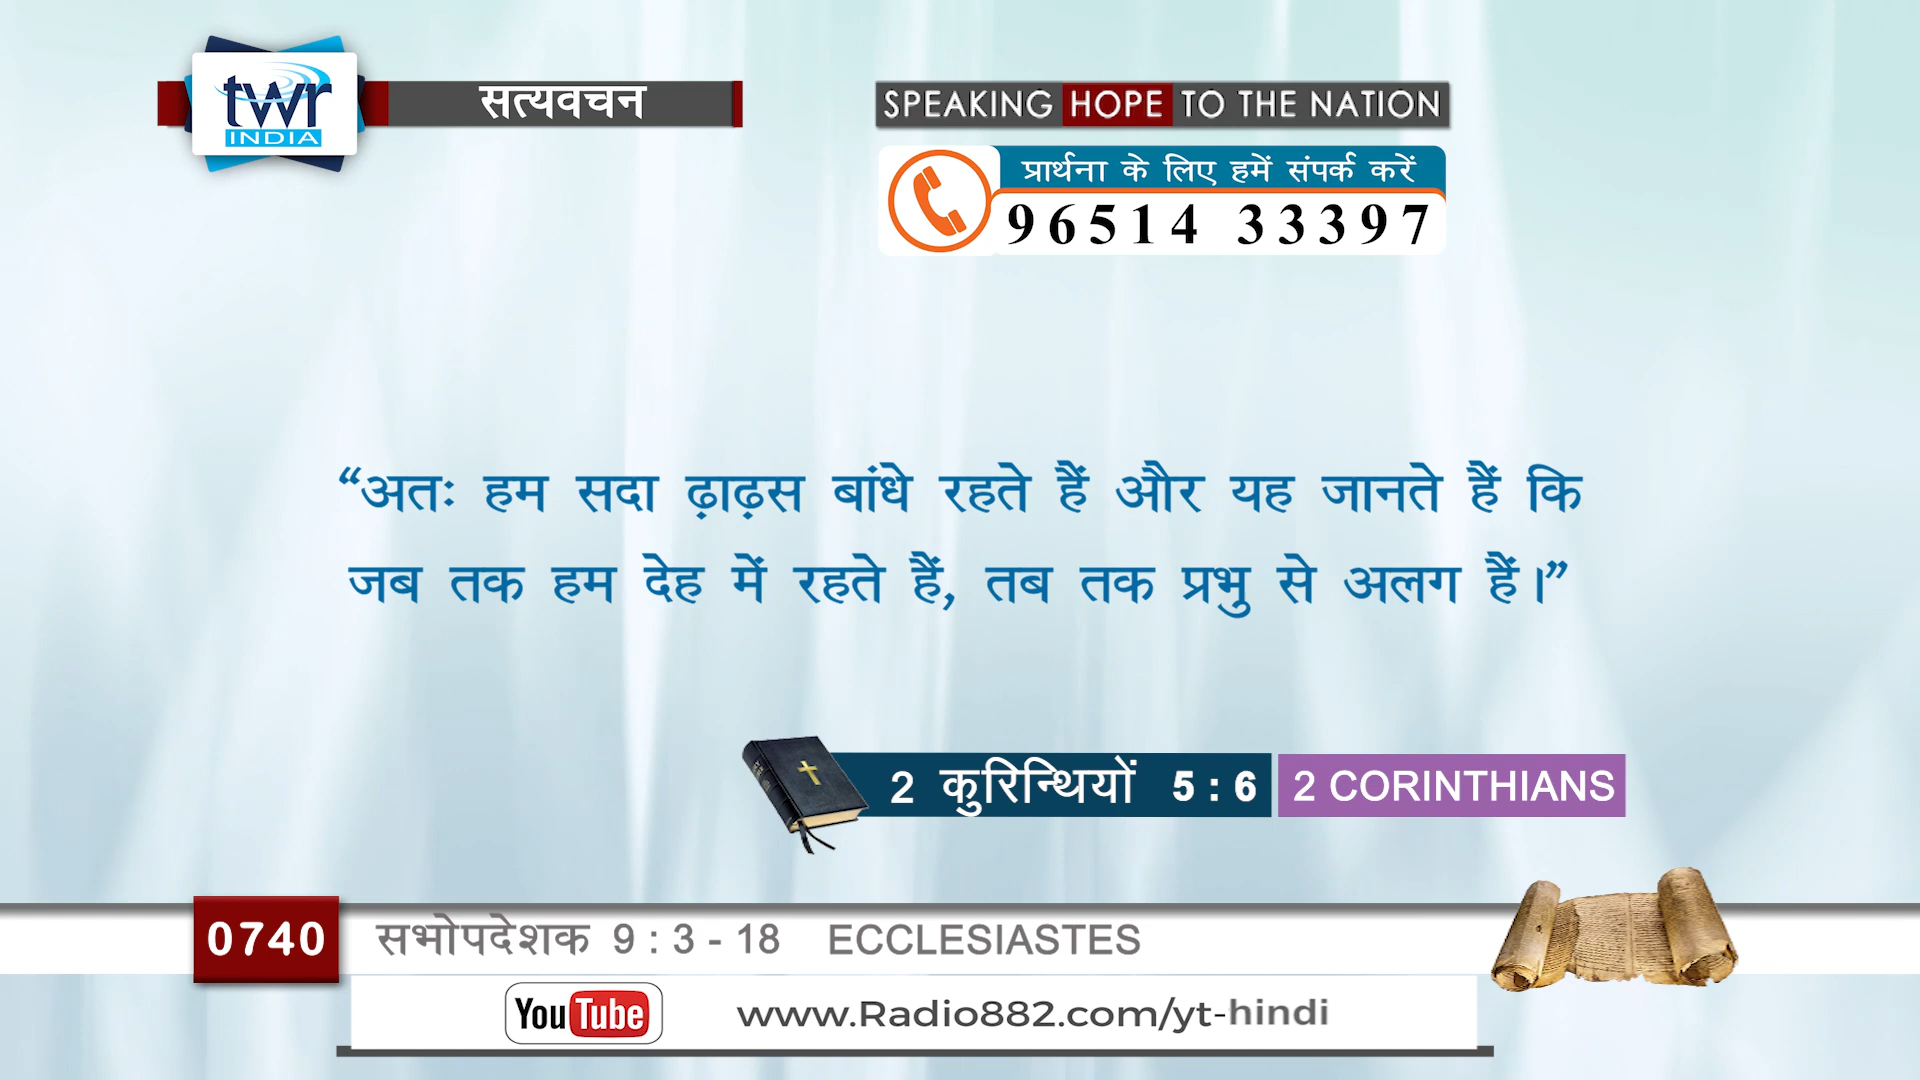 twr
INDIA
सत्यवचन
SPEAKING HOPE TO THE NATION
प्रार्थना के लिए हमें संपर्क करें
96514 33397
“अतः हम सदा ढ़ाढ़स बांधे रहते हैं और यह जानते हैं कि
जब तक हम देह में रहते हैं, तब तक प्रभु से अलग हैं।”
2 कुरिन्थियों 5 : 6 2 CORINTHIANS
0740 सभोपदेशक 9 : 3 - 18 ECCLESIASTES
YouTube www.Radio882.com/yt-hindi